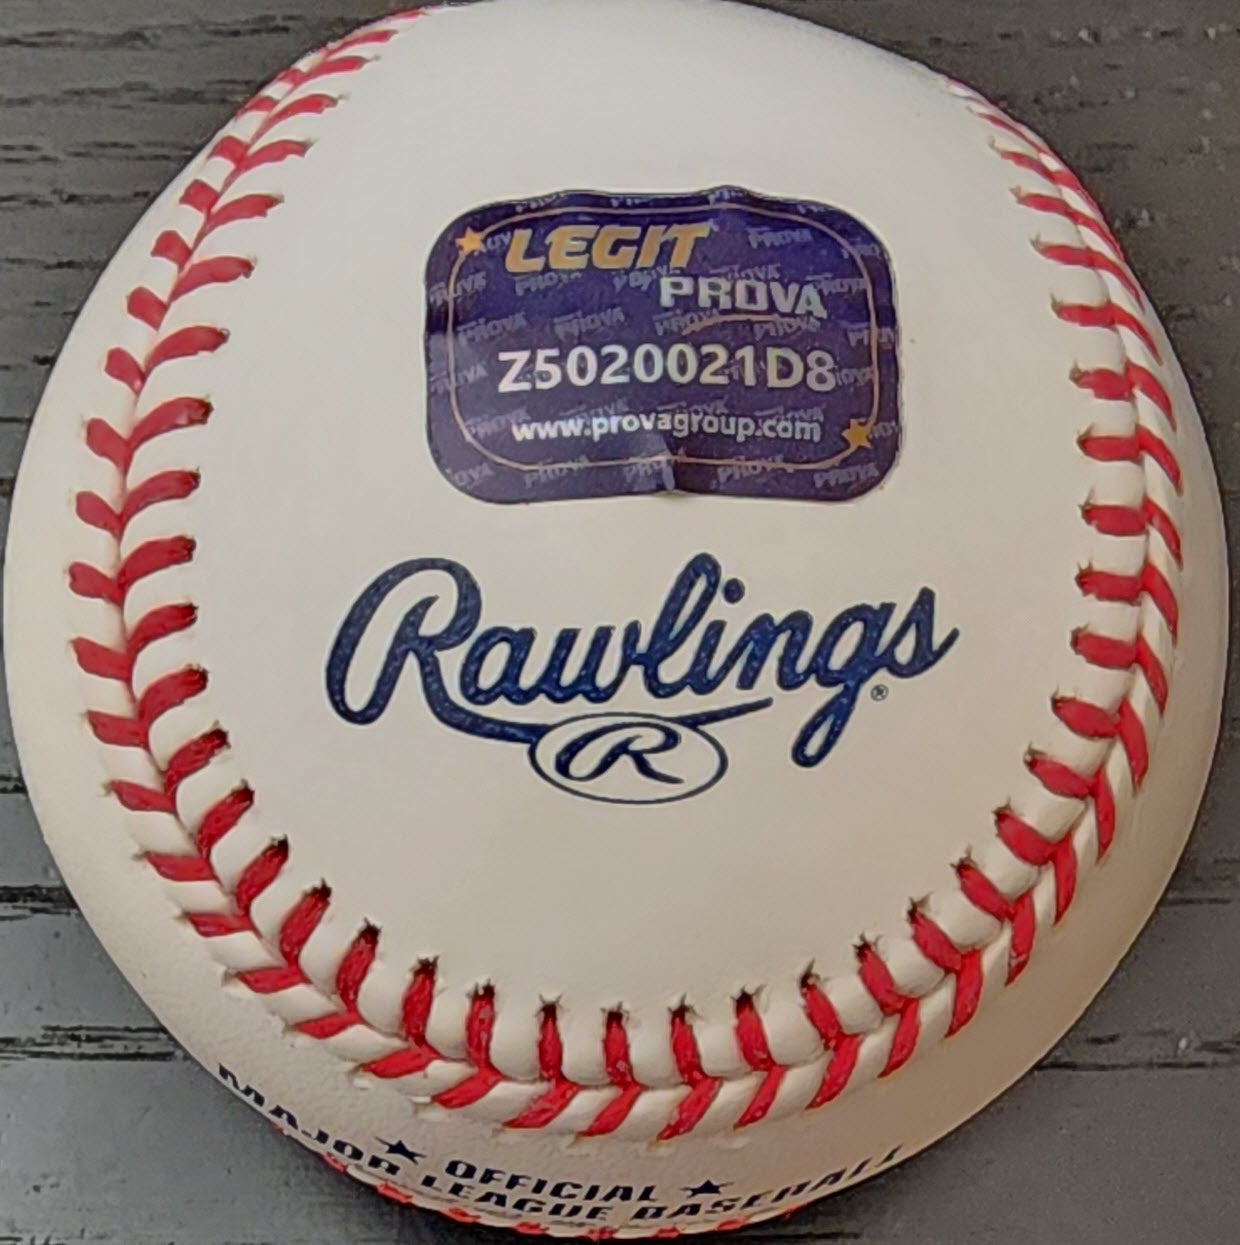 LEGIT
PROVA
Z5020021D8
www.provagroup.com
Rawlings
®
R
★ OFFICIAL ★
MAJOR LEAGUE BASEBALL